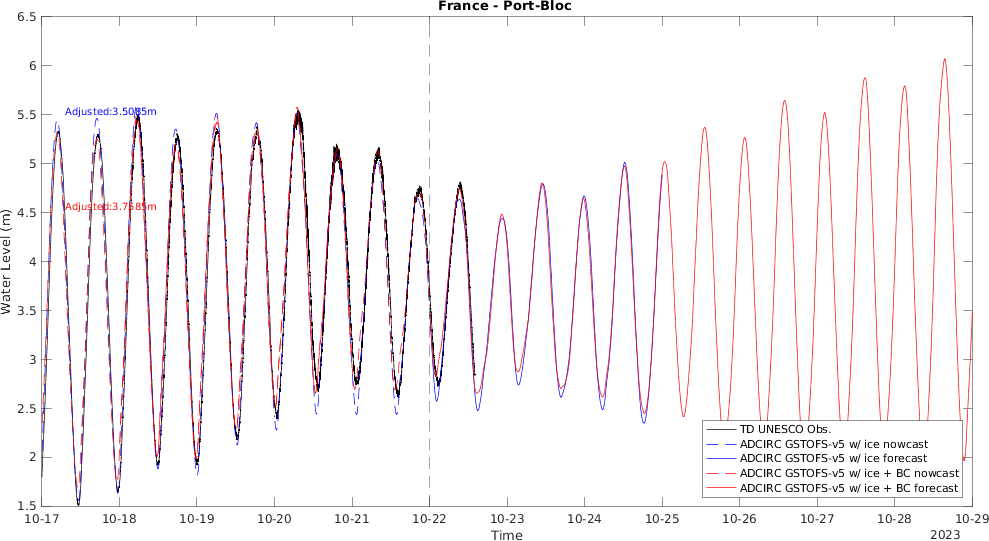 France - Port-Bloc
6.5
6
5.5
5
4.5
4
3.5
3
2.5
2
1.5
Water Level (m)
Adjusted:3.5085m
Adjusted:3.7585m
TD UNESCO Obs.
ADCIRC GSTOFS-v5 w/ ice nowcast
ADCIRC GSTOFS-v5 w/ ice forecast
ADCIRC GSTOFS-v5 w/ ice + BC nowcast
ADCIRC GSTOFS-v5 w/ ice + BC forecast
10-17 10-18 10-19 10-20 10-21 10-22 10-23 10-24 10-25 10-26 10-27 10-28 10-29
Time
2023